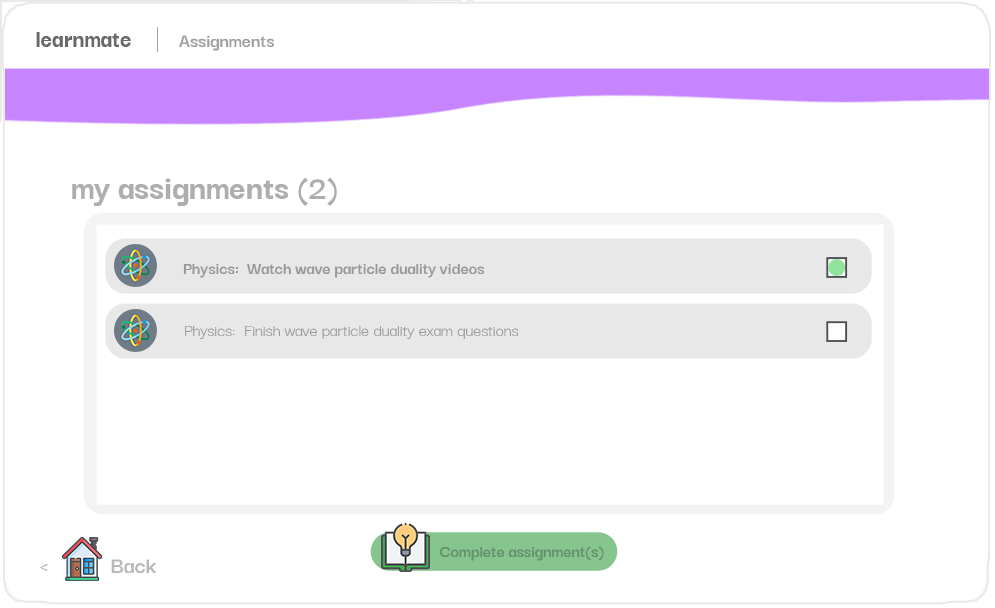 learnmate
Assignments
my assignments (2)
Physics: Watch wave particle duality videos
Physics: Finish wave particle duality exam questions
Complete assignment(s)
< Back